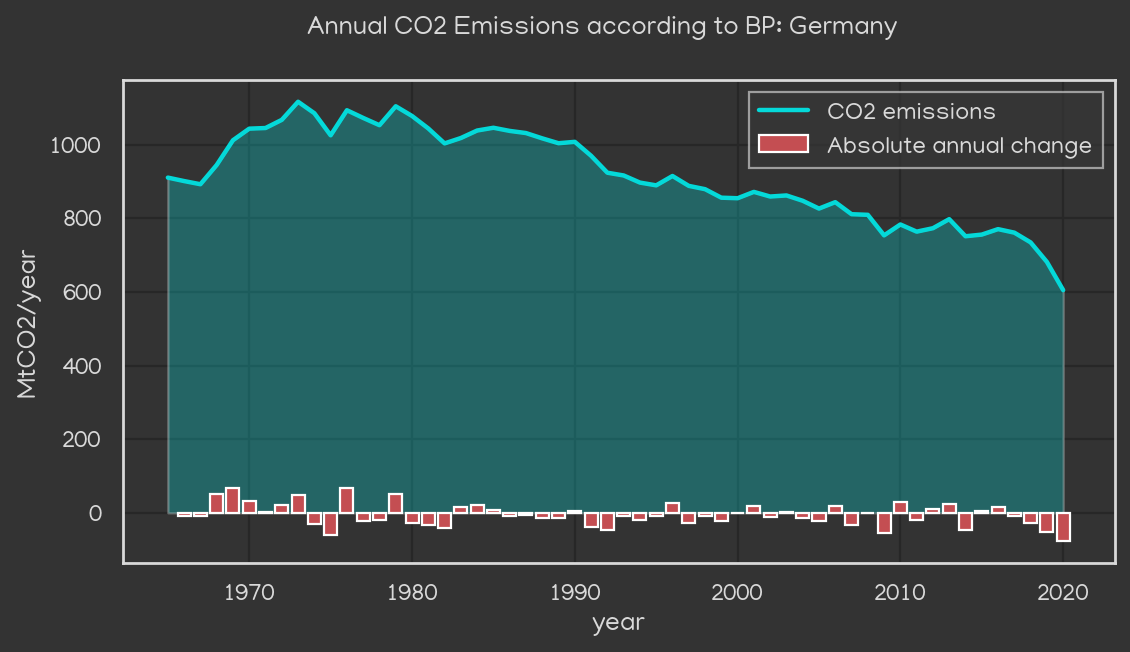 Annual CO2 Emissions according to BP: Germany
CO2 emissions
Absolute annual change
MtCO2/year
1000
800
600
400
200
0
1970 1980 1990 2000 2010 2020
year